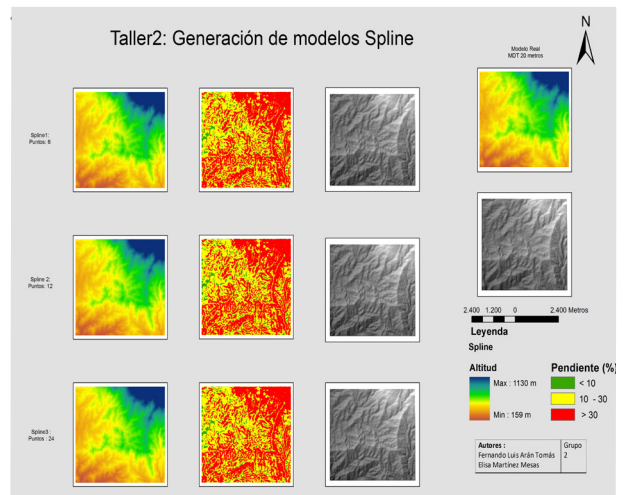 Taller2: Generación de modelos Spline
N
Modelo Real
MDT 20 metros
Spline1:
Puntos: 6
Spline 2:
Puntos: 12
Spline3 :
Puntos : 24
2.400 1.200 0 2.400 Metros
Leyenda
Spline
Altitud
Max : 1130 m
Min : 159 m
Pendiente (%)
< 10
10 - 30
> 30
Autores :
Fernando Luis Arán Tomás
Elisa Martínez Mesas
Grupo
2